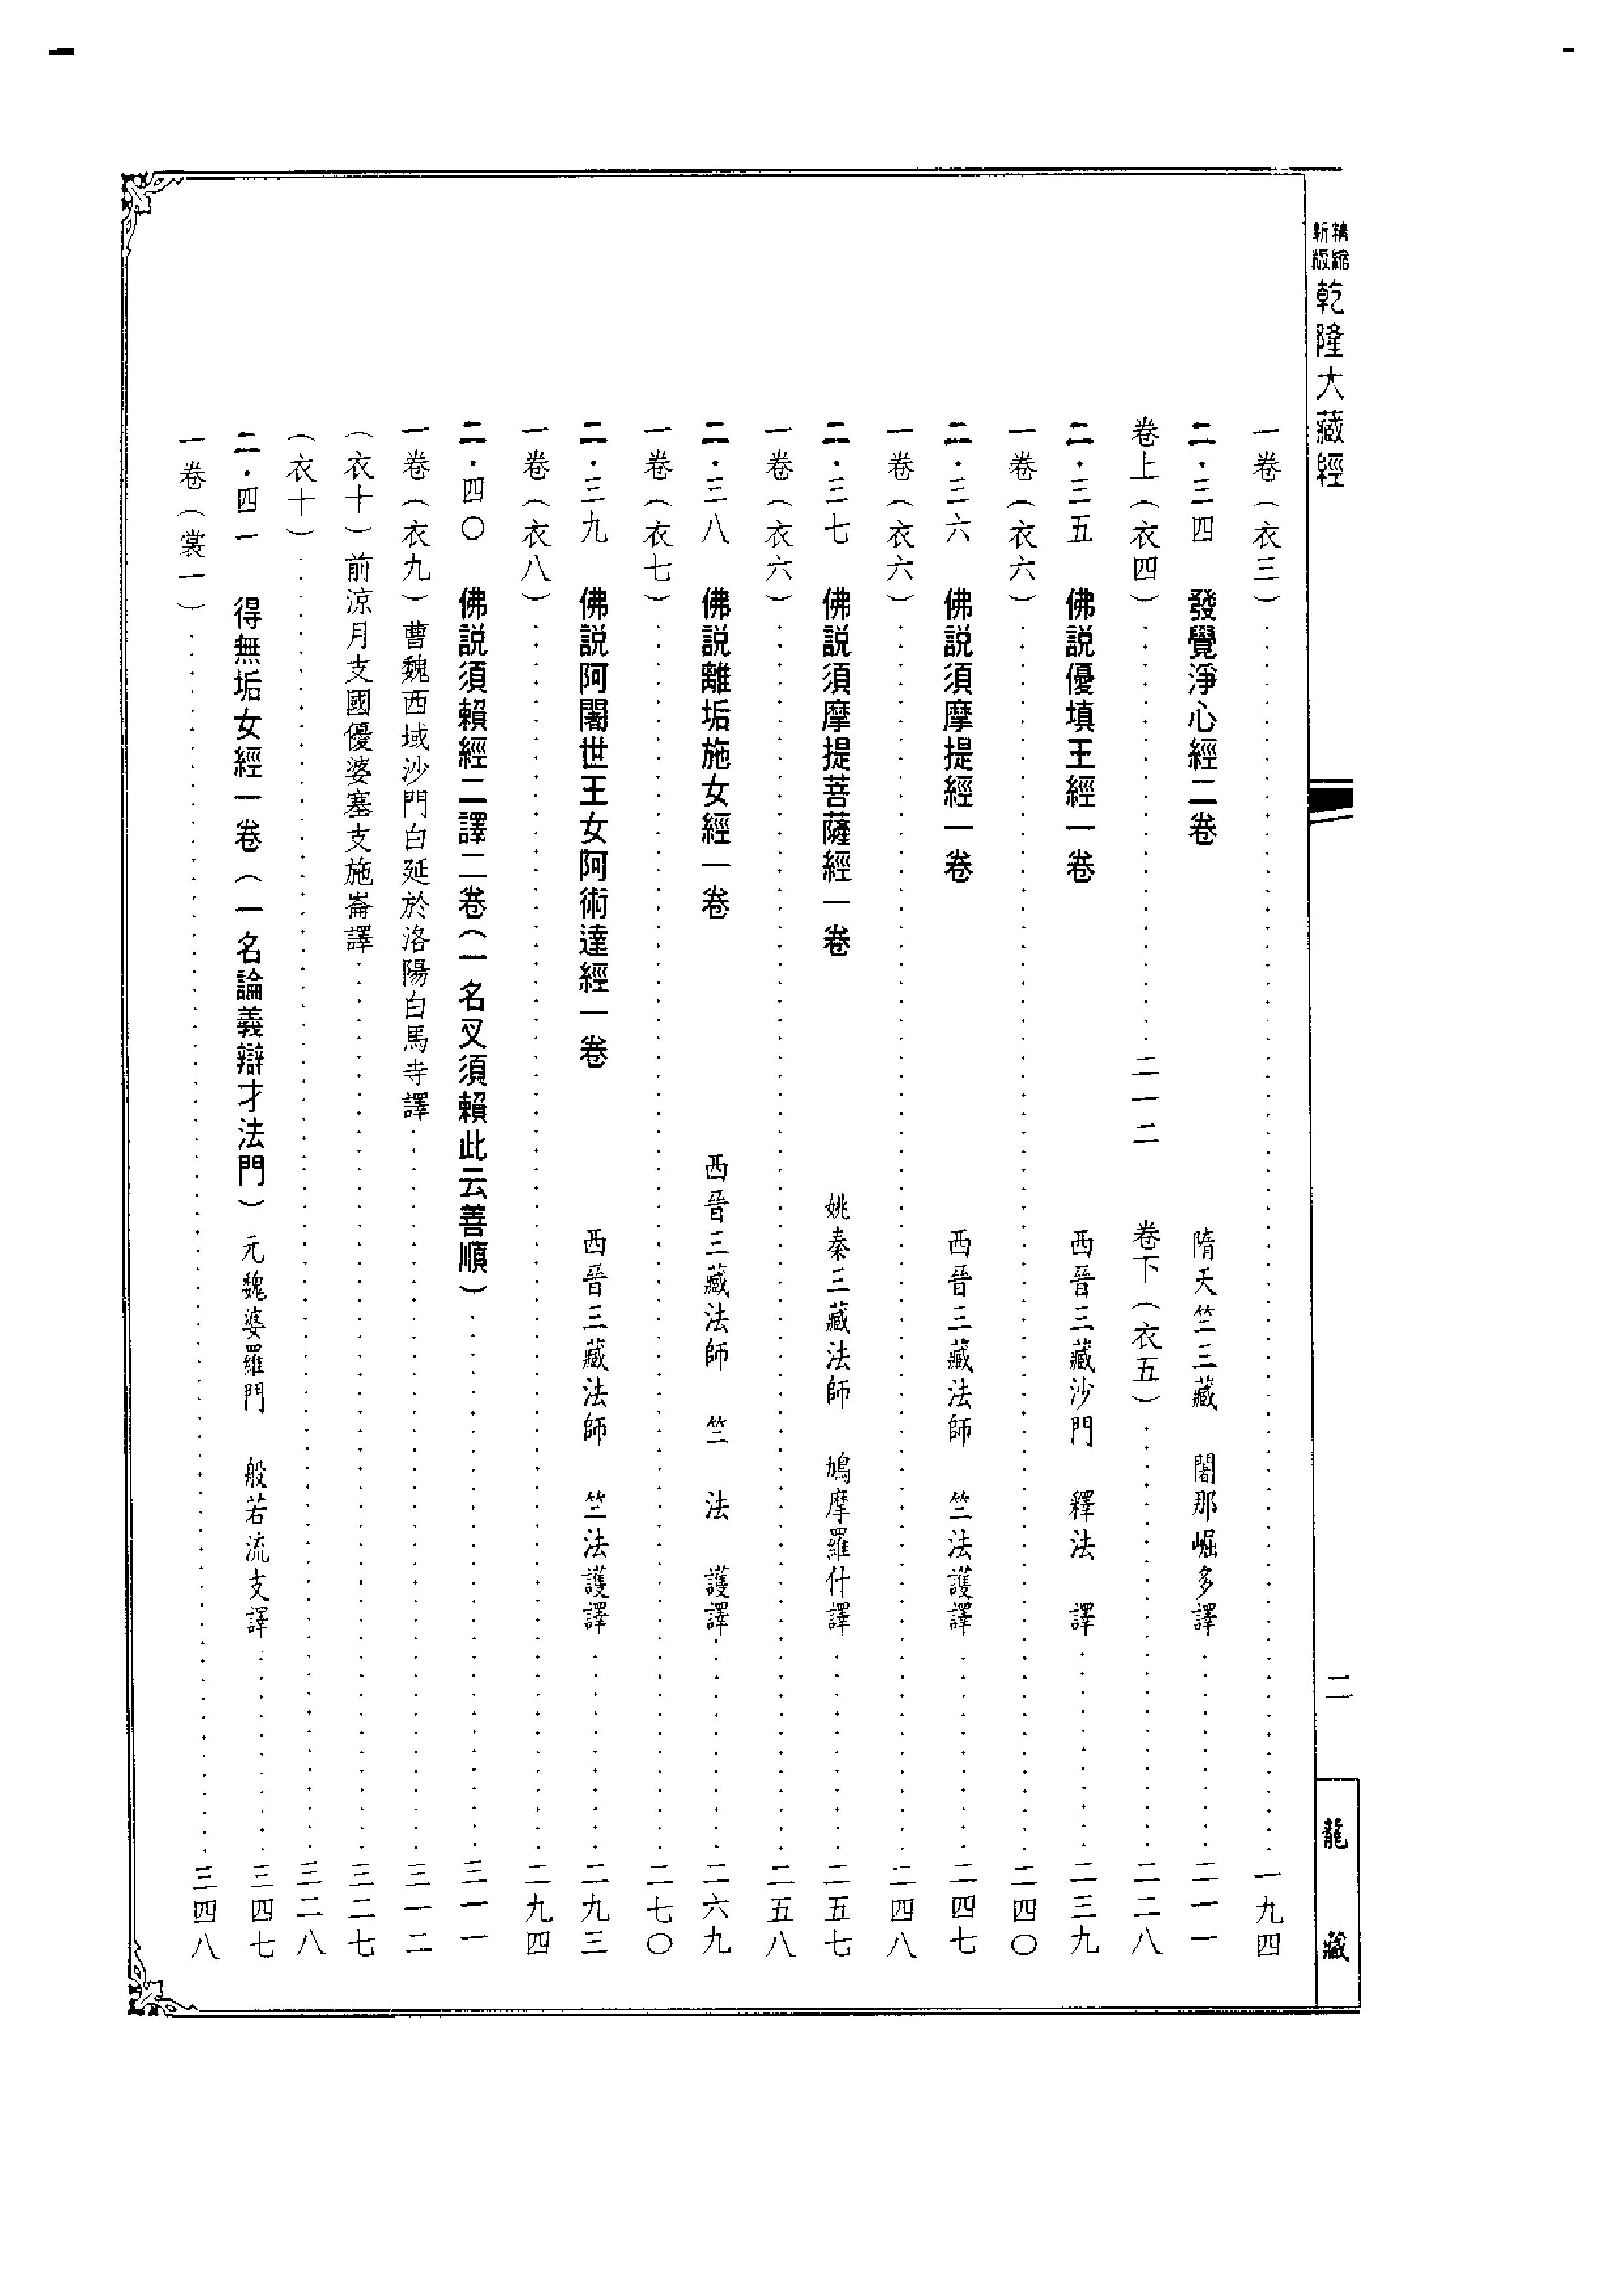 新版精縮 乾隆大藏經
二
龍藏
一卷（衣三）……一九四
二·三四 發覺淨心經二卷 隋天竺三藏 闍那崛多譯……二一一
卷上（衣四）……二一二 卷下（衣五）……二二八
二·三五 佛説優填王經一卷 西晉三藏沙門 釋法 譯……二三九
一卷（衣六）……二四〇
二·三六 佛説須摩提經一卷 西晉三藏法師 竺法護譯……二四七
一卷（衣六）……二四八
二·三七 佛説須摩提菩薩經一卷 姚秦三藏法師 鳩摩羅什譯……二五七
一卷（衣六）……二五八
二·三八 佛説離垢施女經一卷 西晉三藏法師 竺 法 護譯……二六九
一卷（衣七）……二七〇
二·三九 佛説阿闍世王女阿術達經一卷 西晉三藏法師 竺法護譯……二九三
一卷（衣八）……二九四
二·四〇 佛説須賴經二譯二卷（一名叉須賴此云善順）……三一一
一卷（衣九）曹魏西域沙門白延於洛陽白馬寺譯……三一二
（衣十）前涼月支國優婆塞支施崙譯……三二七
（衣十）……三二八
二·四一 得無垢女經一卷（一名論義辯才法門）元魏婆羅門 般若流支譯……三四七
一卷（裳一）……三四八